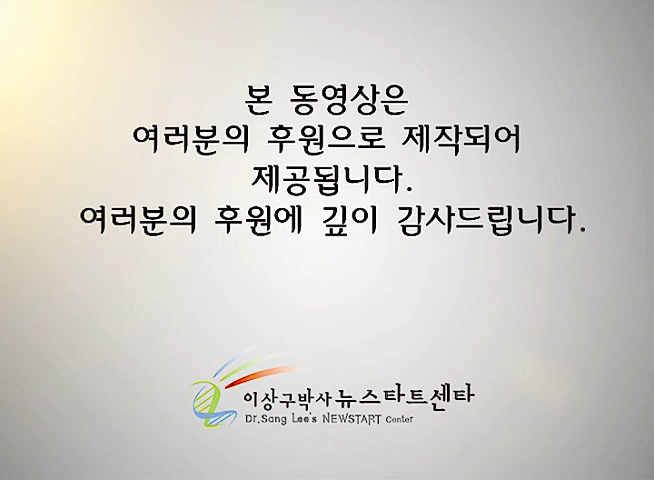 본 동영상은
여러분의 후원으로 제작되어
제공됩니다.
여러분의 후원에 깊이 감사드립니다.
이상구박사 뉴스타트센타
Dr.Sang Lee's NEWSTART Center